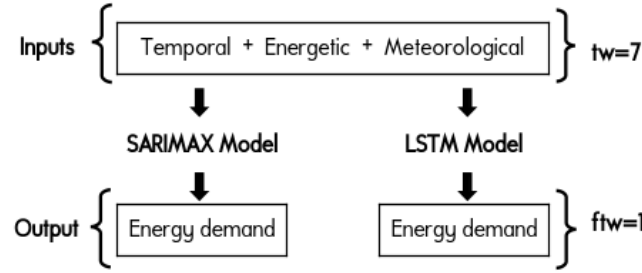 Inputs
Temporal + Energetic + Meteorological
tw=7
SARIMAX Model
LSTM Model
Output
Energy demand
Energy demand
ftw=1